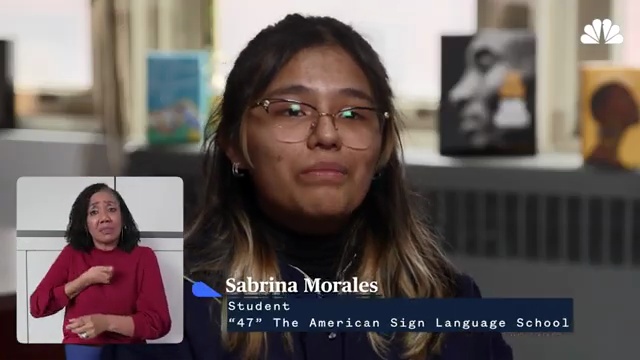 Sabrina Morales
Student
“47” The American Sign Language School